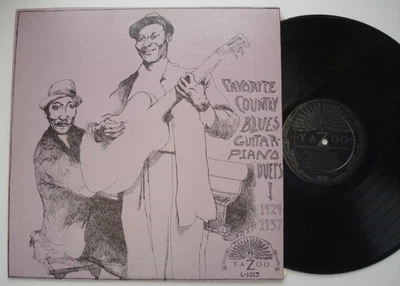 FAVORITE
COUNTRY
BLUES
GUITAR-
PIANO
DUETS
!
1929
1937
YAZOO
L-1015
YAZOO